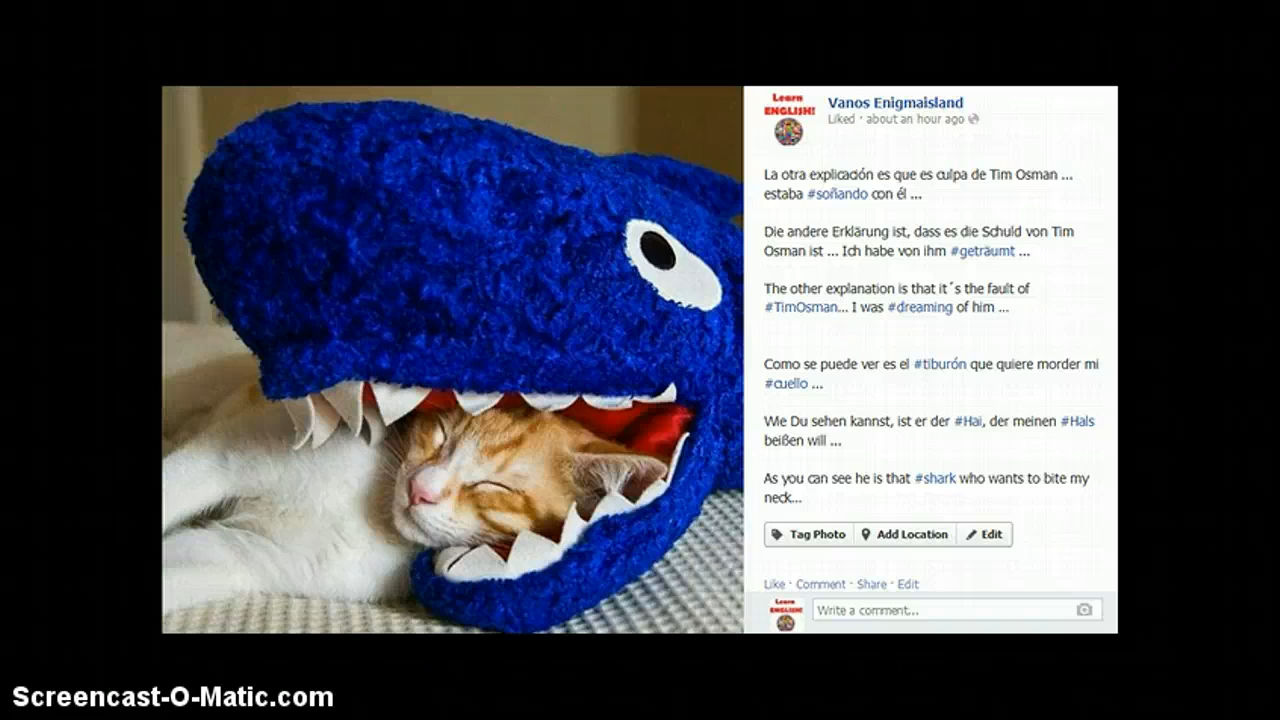 Learn
ENGLISH!
Vanos Enigmaisland
Liked · about an hour ago
La otra explicación es que es culpa de Tim Osman ...
estaba #soñando con él ...
Die andere Erklärung ist, dass es die Schuld von Tim
Osman ist ... Ich habe von ihm #geträumt ...
The other explanation is that it´s the fault of
#TimOsman... I was #dreaming of him ...
Como se puede ver es el #tiburón que quiere morder mi
#cuello ...
Wie Du sehen kannst, ist er der #Hai, der meinen #Hals
beißen will ...
As you can see he is that #shark who wants to bite my
neck...
Tag Photo Add Location Edit
Like · Comment · Share · Edit
Learn
ENGLISH!
Write a comment...
Screencast-O-Matic.com